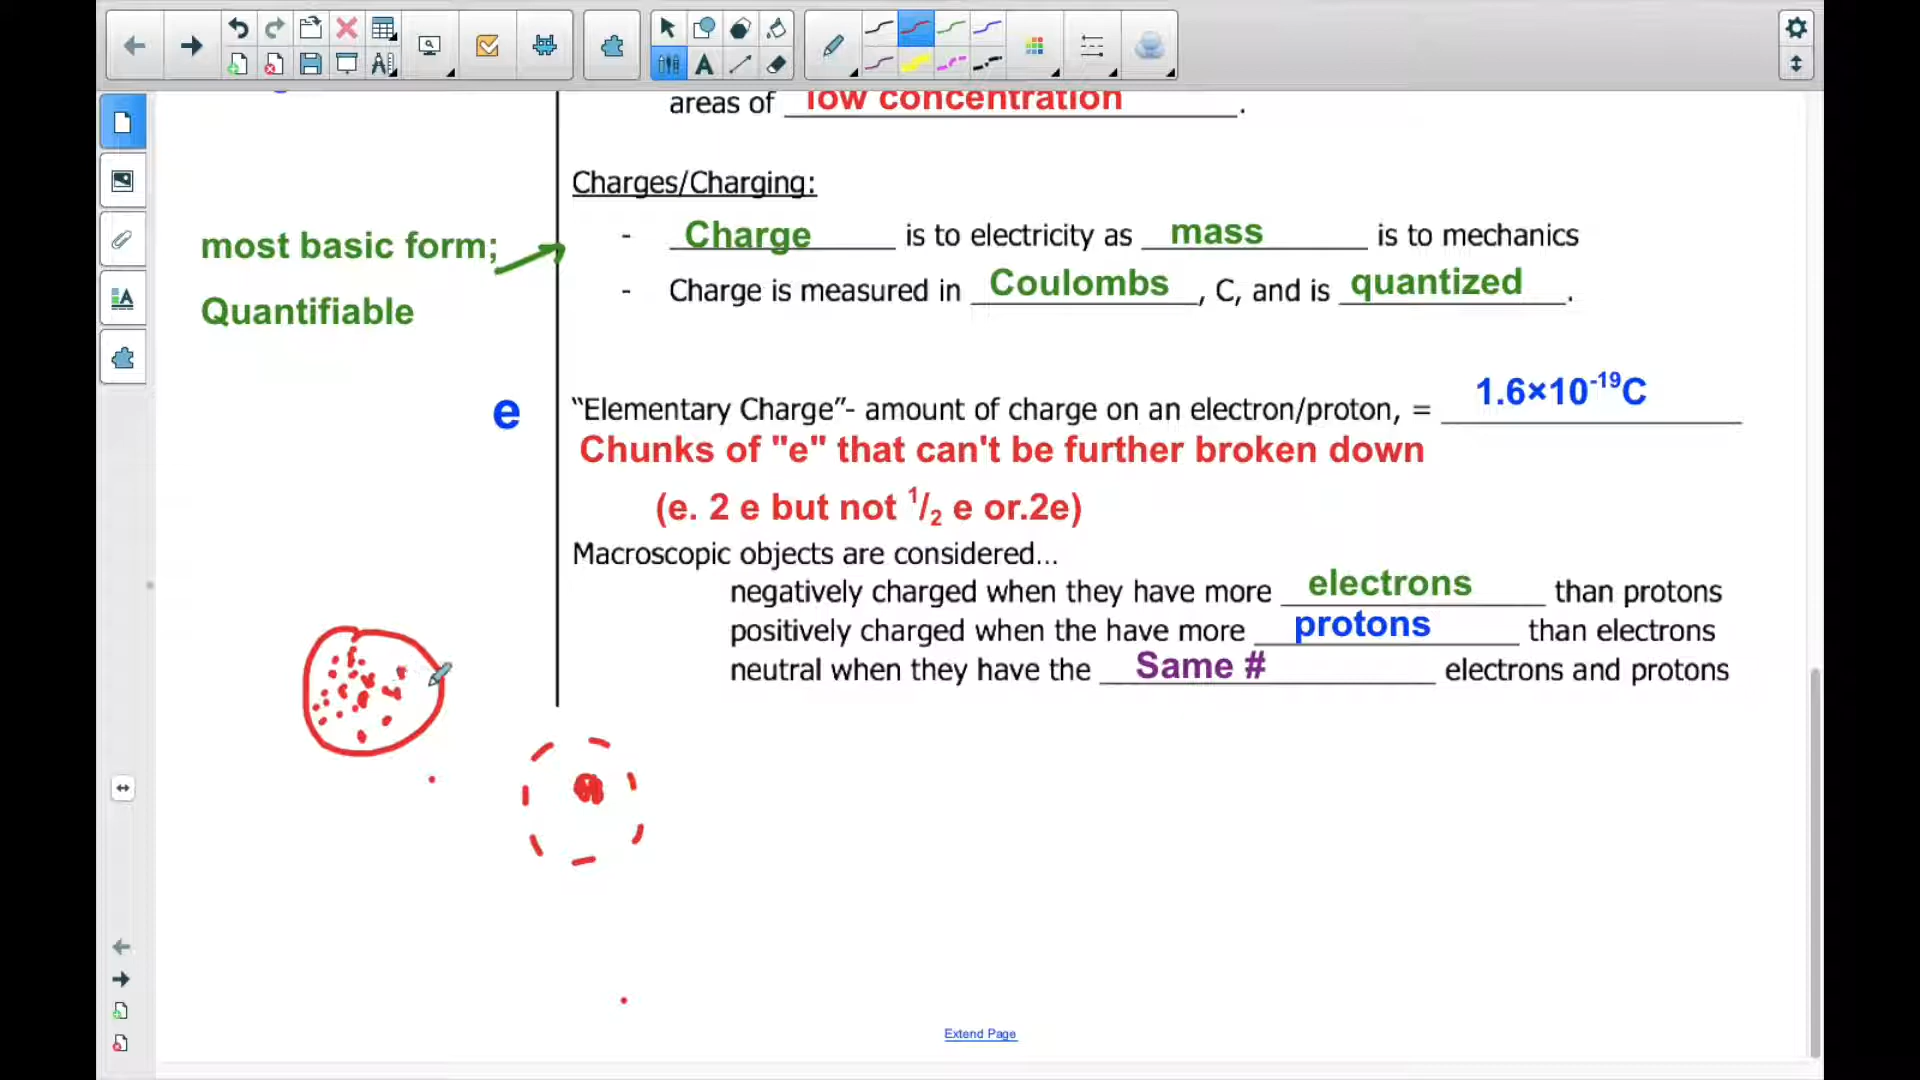 areas of low concentration.
Charges/Charging:
most basic form;
Quantifiable
- Charge is to electricity as mass is to mechanics
- Charge is measured in Coulombs, C, and is quantized.
e
“Elementary Charge”- amount of charge on an electron/proton, = 1.6×10⁻¹⁹C
Chunks of "e" that can't be further broken down
(e. 2 e but not ¹/₂ e or.2e)
Macroscopic objects are considered…
negatively charged when they have more electrons than protons
positively charged when the have more protons than electrons
neutral when they have the Same # electrons and protons
Extend Page